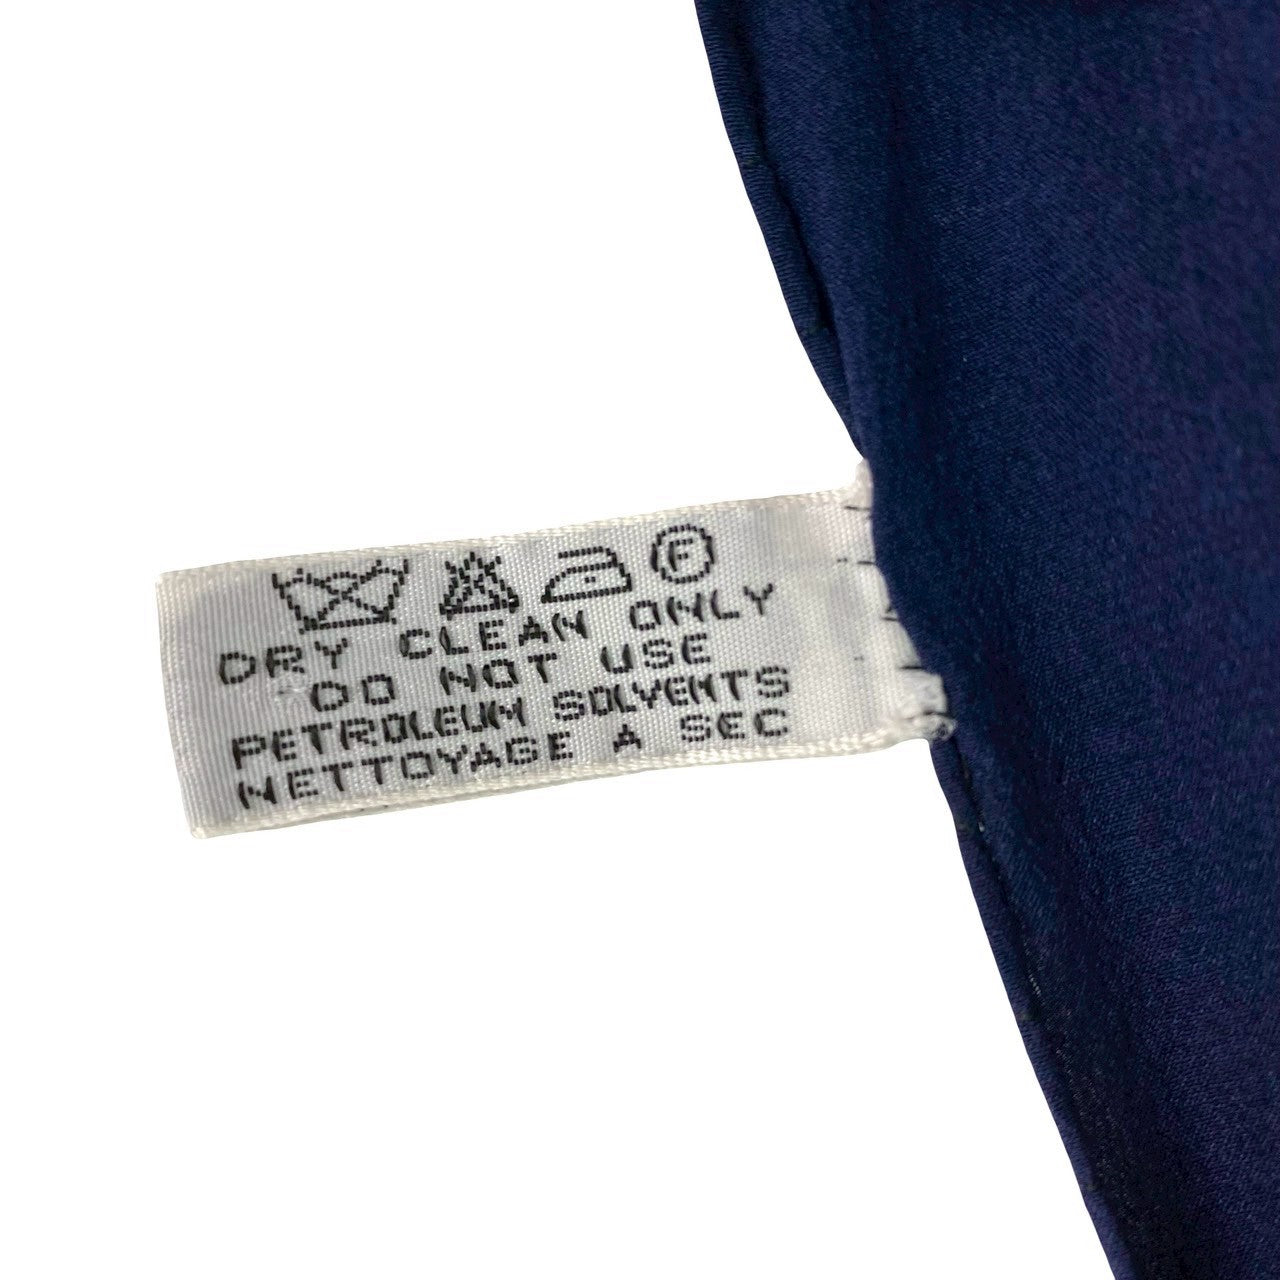 F
DRY CLEAN ONLY
DO NOT USE
PETROLEUM SOLVENTS
NETTOYAGE A SEC